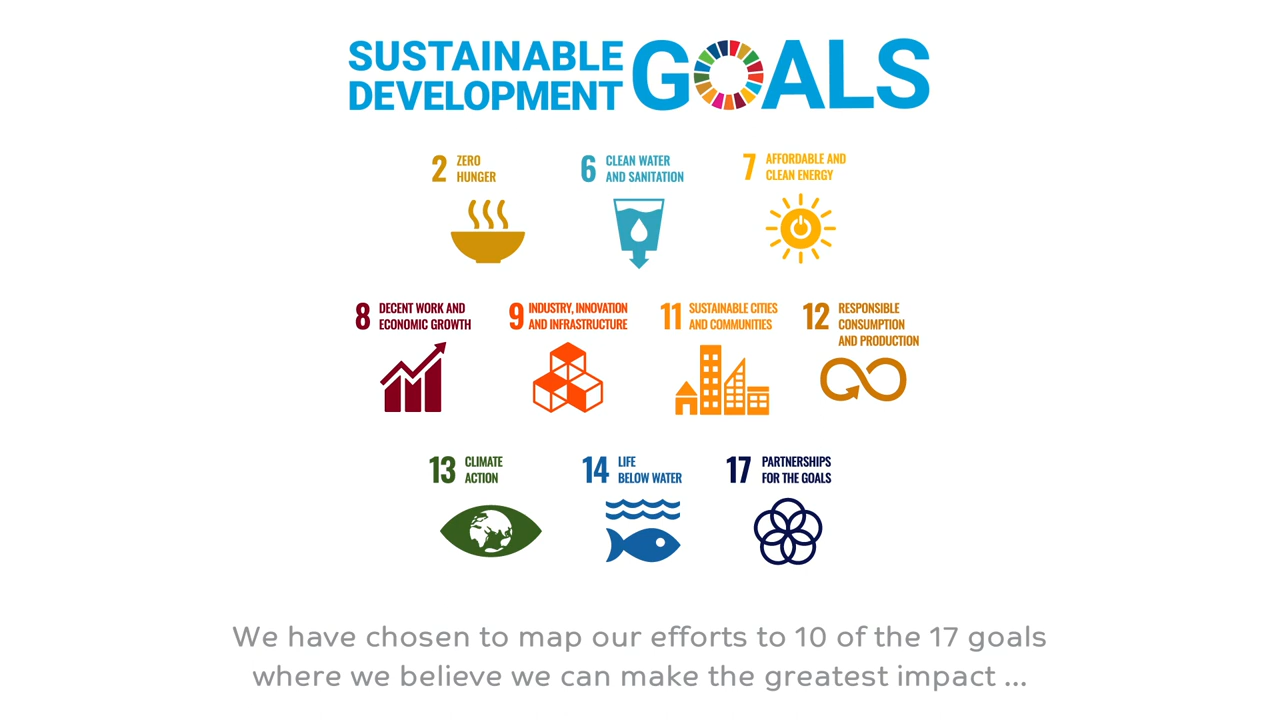 SUSTAINABLE
DEVELOPMENT
GOALS
2 ZERO
HUNGER
6 CLEAN WATER
AND SANITATION
7 AFFORDABLE AND
CLEAN ENERGY
8 DECENT WORK AND
ECONOMIC GROWTH
9 INDUSTRY, INNOVATION
AND INFRASTRUCTURE
11 SUSTAINABLE CITIES
AND COMMUNITIES
12 RESPONSIBLE
CONSUMPTION
AND PRODUCTION
13 CLIMATE
ACTION
14 LIFE
BELOW WATER
17 PARTNERSHIPS
FOR THE GOALS
We have chosen to map our efforts to 10 of the 17 goals
where we believe we can make the greatest impact ...